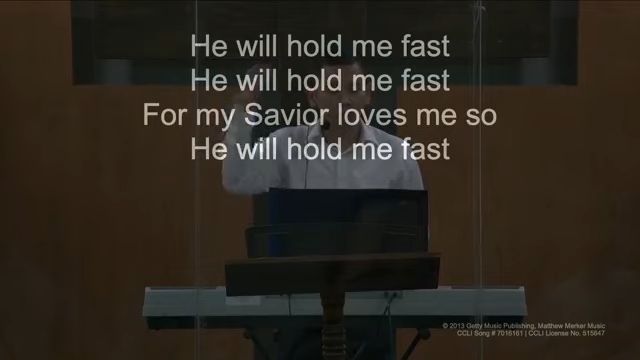 He will hold me fast
He will hold me fast
For my Savior loves me so
He will hold me fast
© 2013 Getty Music Publishing, Matthew Merker Music
CCLI Song # 7016161 | CCLI License No. 515647